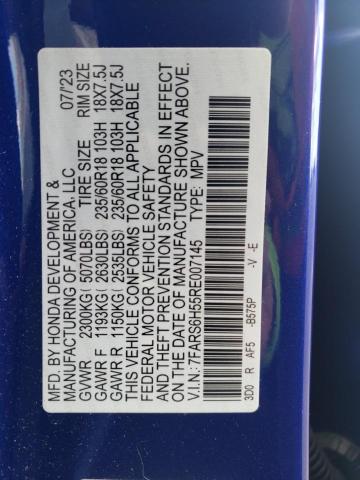 MFD. BY HONDA DEVELOPMENT & 07/23
MANUFACTURING OF AMERICA, LLC
TIRE SIZE RIM SIZE
GVWR 2300KG ( 5070LBS)
GAWR F 1193KG ( 2630LBS) 235/60R18 103H 18X7.5J
GAWR R 1150KG ( 2535LBS) 235/60R18 103H 18X7.5J
THIS VEHICLE CONFORMS TO ALL APPLICABLE
FEDERAL MOTOR VEHICLE SAFETY
AND THEFT PREVENTION STANDARDS IN EFFECT
ON THE DATE OF MANUFACTURE SHOWN ABOVE.
V.I.N.: 7FARS6H55RE007145 TYPE: MPV
3D0 R AF5 -B575P -V -E